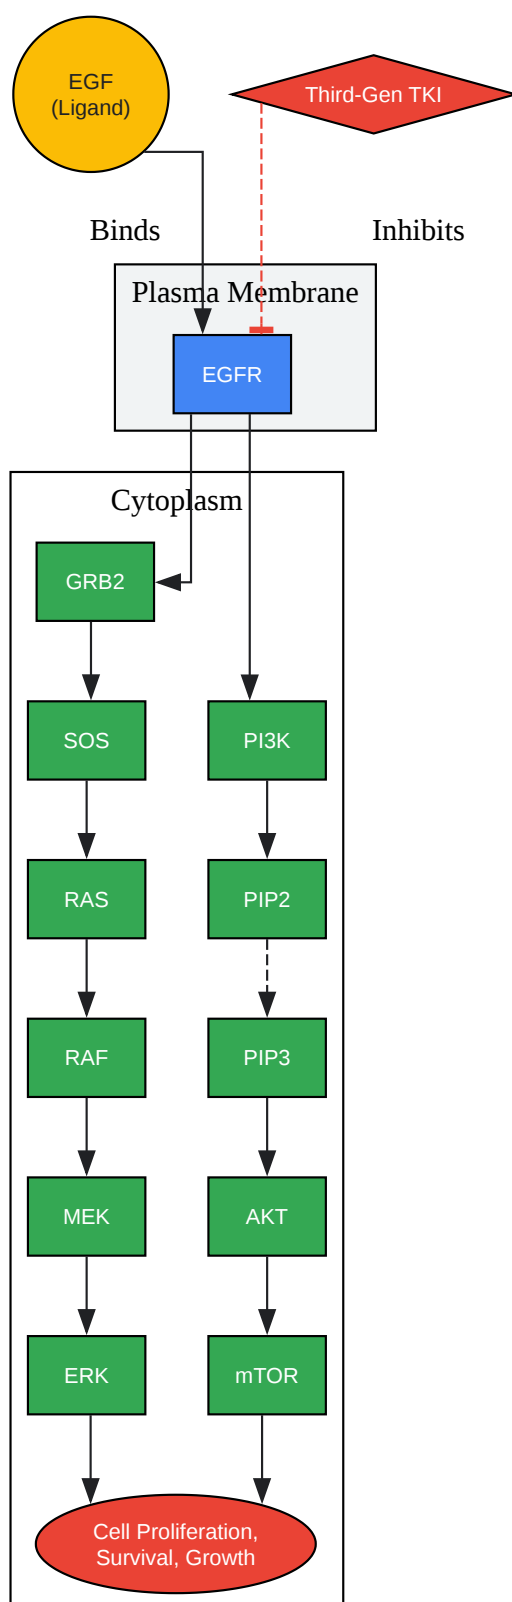 EGF
(Ligand)
Third-Gen TKI
Binds
Inhibits
Plasma Membrane
EGFR
Cytoplasm
GRB2
SOS
PI3K
RAS
PIP2
RAF
PIP3
MEK
AKT
ERK
mTOR
Cell Proliferation,
Survival, Growth